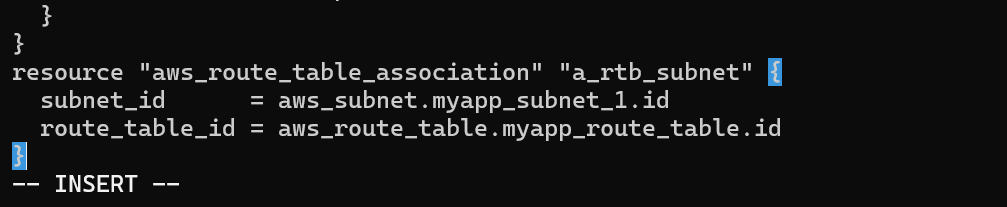 }
}
resource "aws_route_table_association" "a_rtb_subnet" {
  subnet_id      = aws_subnet.myapp_subnet_1.id
  route_table_id = aws_route_table.myapp_route_table.id
}
-- INSERT --